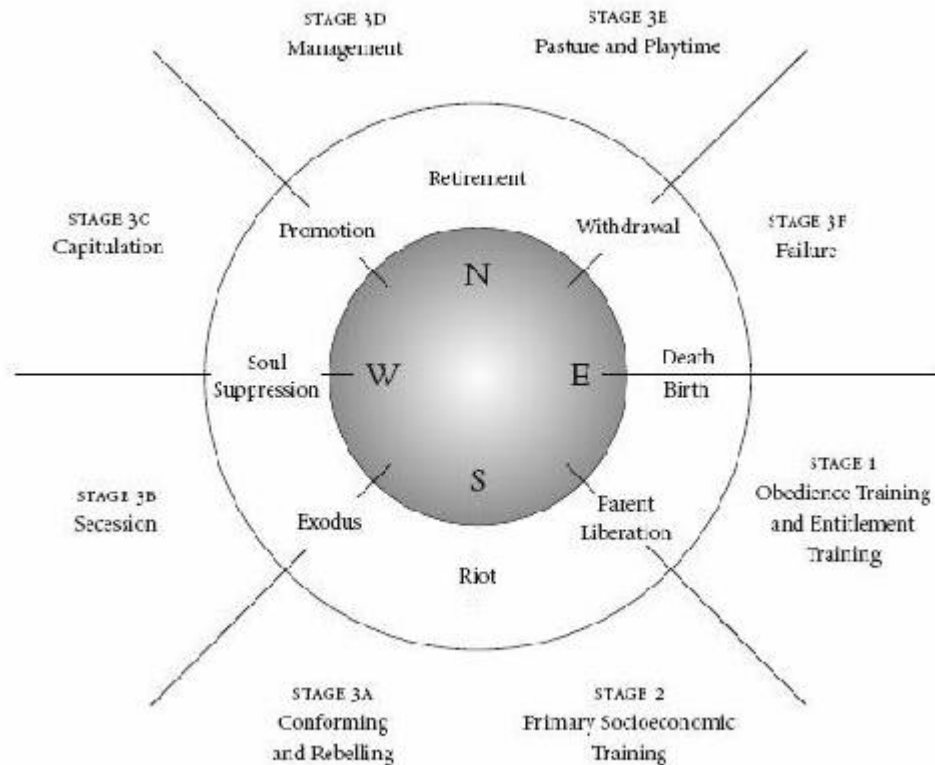 STAGE 3D
Management
STAGE 3E
Pasture and Playtime
Retirement
STAGE 3C
Capitulation
Promotion
Withdrawal
STAGE 3F
Failure
N
Soul
Suppression
W
E
Death
Birth
S
STAGE 3B
Secession
Exodus
Parent
Liberation
STAGE 1
Obedience Training
and Entitlement
Training
Riot
STAGE 3A
Conforming
and Rebelling
STAGE 2
Primary Socioeconomic
Training